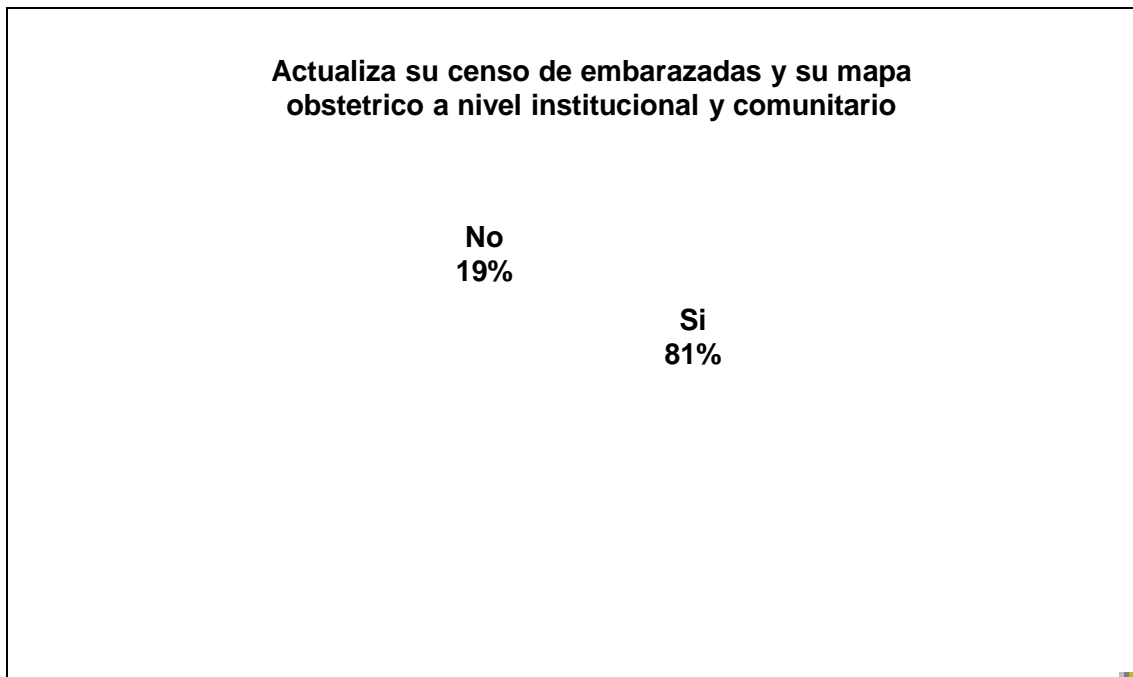 Actualiza su censo de embarazadas y su mapa
obstetrico a nivel institucional y comunitario
No
19%
Si
81%